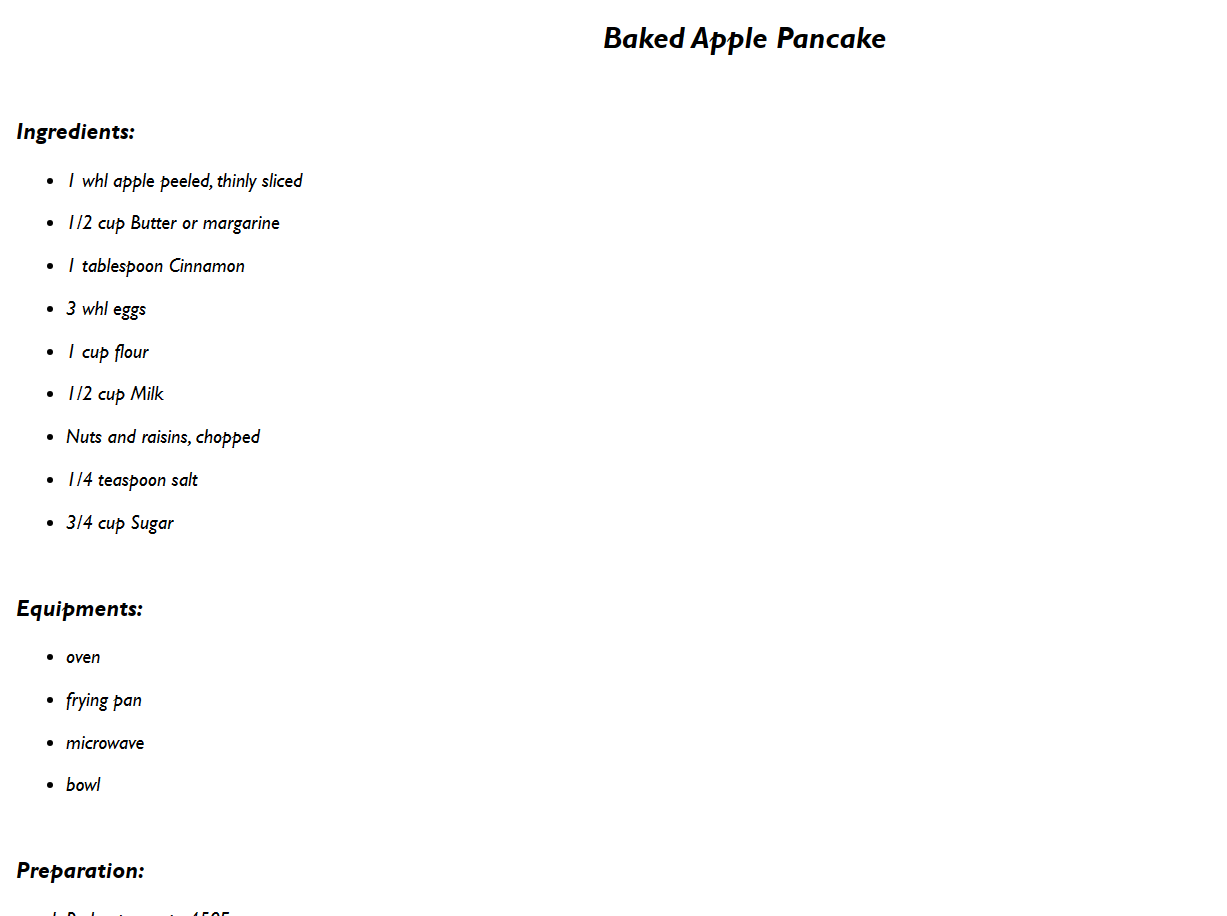 Baked Apple Pancake
Ingredients:
1 whl apple peeled, thinly sliced
1/2 cup Butter or margarine
1 tablespoon Cinnamon
3 whl eggs
1 cup flour
1/2 cup Milk
Nuts and raisins, chopped
1/4 teaspoon salt
3/4 cup Sugar
Equipments:
oven
frying pan
microwave
bowl
Preparation: